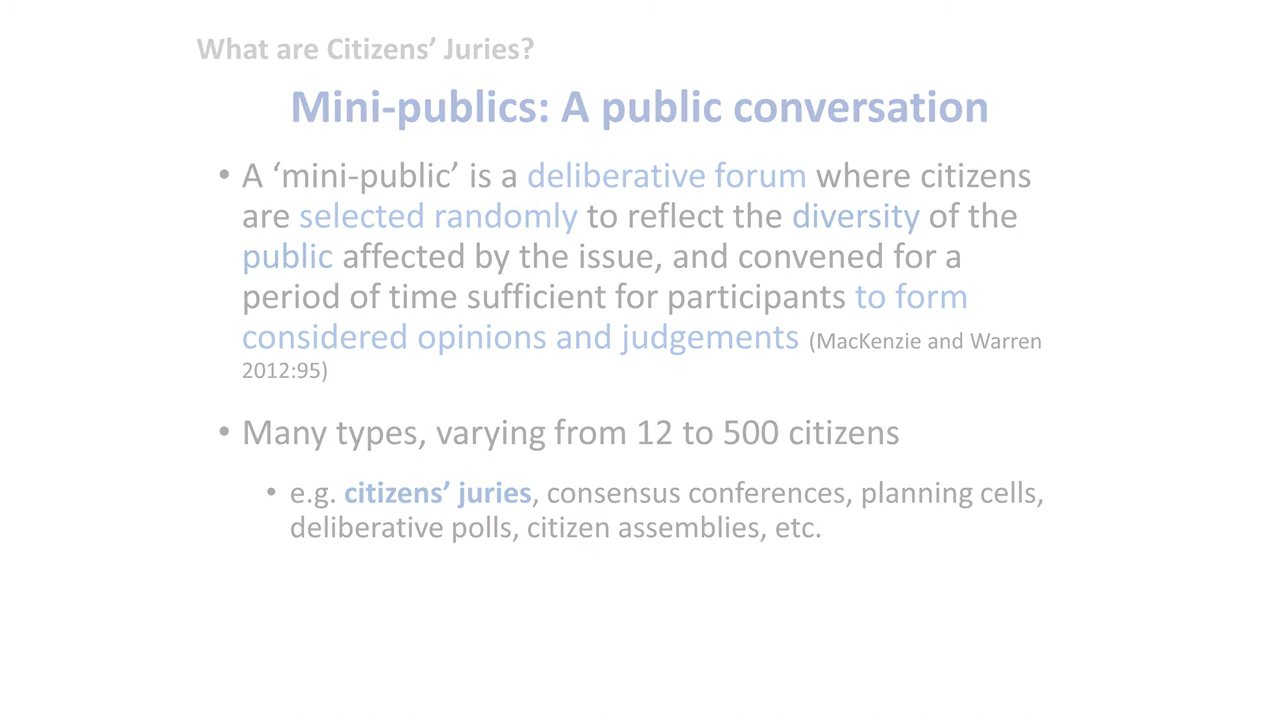 What are Citizens’ Juries?
Mini-publics: A public conversation
• A ‘mini-public’ is a deliberative forum where citizens
are selected randomly to reflect the diversity of the
public affected by the issue, and convened for a
period of time sufficient for participants to form
considered opinions and judgements (MacKenzie and Warren
2012:95)
• Many types, varying from 12 to 500 citizens
• e.g. citizens’ juries, consensus conferences, planning cells,
deliberative polls, citizen assemblies, etc.